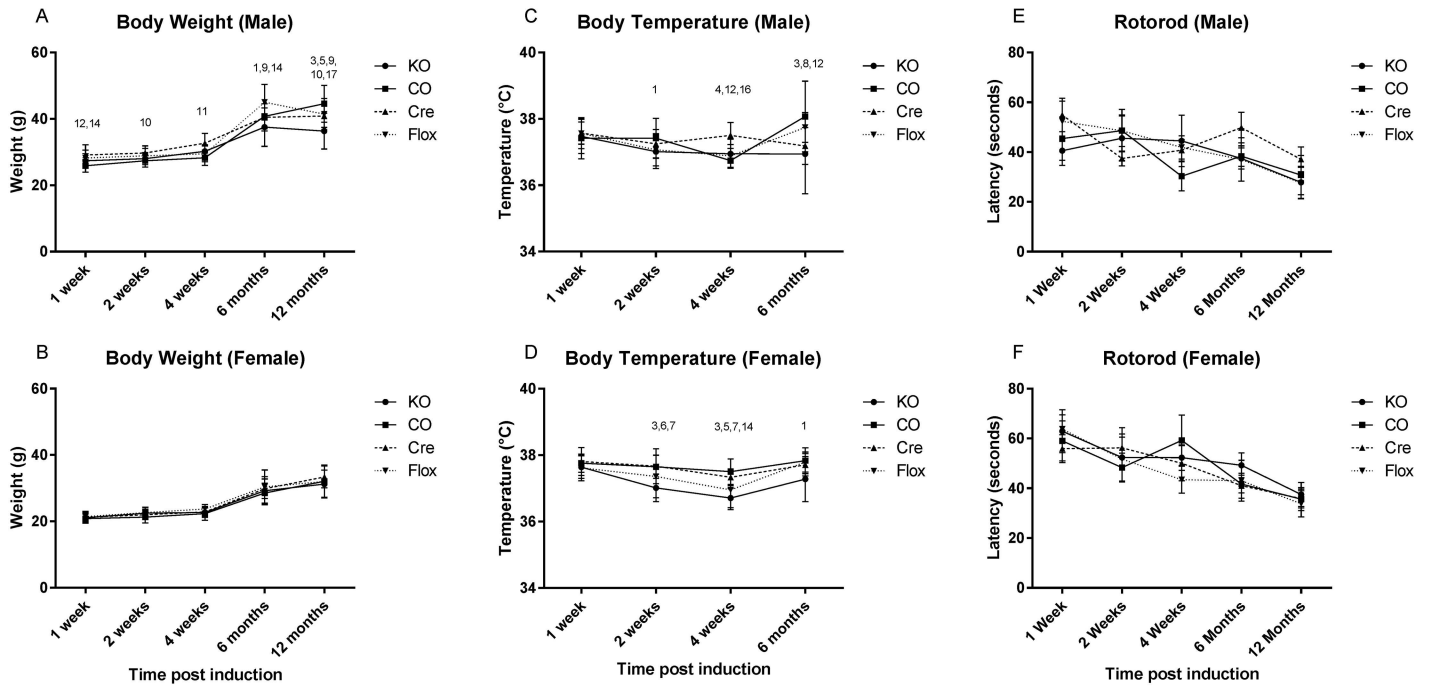 A
Body Weight (Male)
Weight (g)
60
40
20
0
12,14
10
11
1,9,14
3,5,9,
10,17
KO
CO
Cre
Flox
1 week
2 weeks
4 weeks
6 months
12 months
C
Body Temperature (Male)
Temperature (°C)
40
38
36
34
1
4,12,16
3,8,12
KO
CO
Cre
Flox
1 week
2 weeks
4 weeks
6 months
E
Rotorod (Male)
Latency (seconds)
80
60
40
20
0
KO
CO
Cre
Flox
1 Week
2 Weeks
4 Weeks
6 Months
12 Months
B
Body Weight (Female)
Weight (g)
60
40
20
0
KO
CO
Cre
Flox
1 week
2 weeks
4 weeks
6 months
12 months
Time post induction
D
Body Temperature (Female)
Temperature (°C)
40
38
36
34
3,6,7
3,5,7,14
1
KO
CO
Cre
Flox
1 week
2 weeks
4 weeks
6 months
Time post induction
F
Rotorod (Female)
Latency (seconds)
80
60
40
20
0
KO
CO
Cre
Flox
1 Week
2 Weeks
4 Weeks
6 Months
12 Months
Time post induction